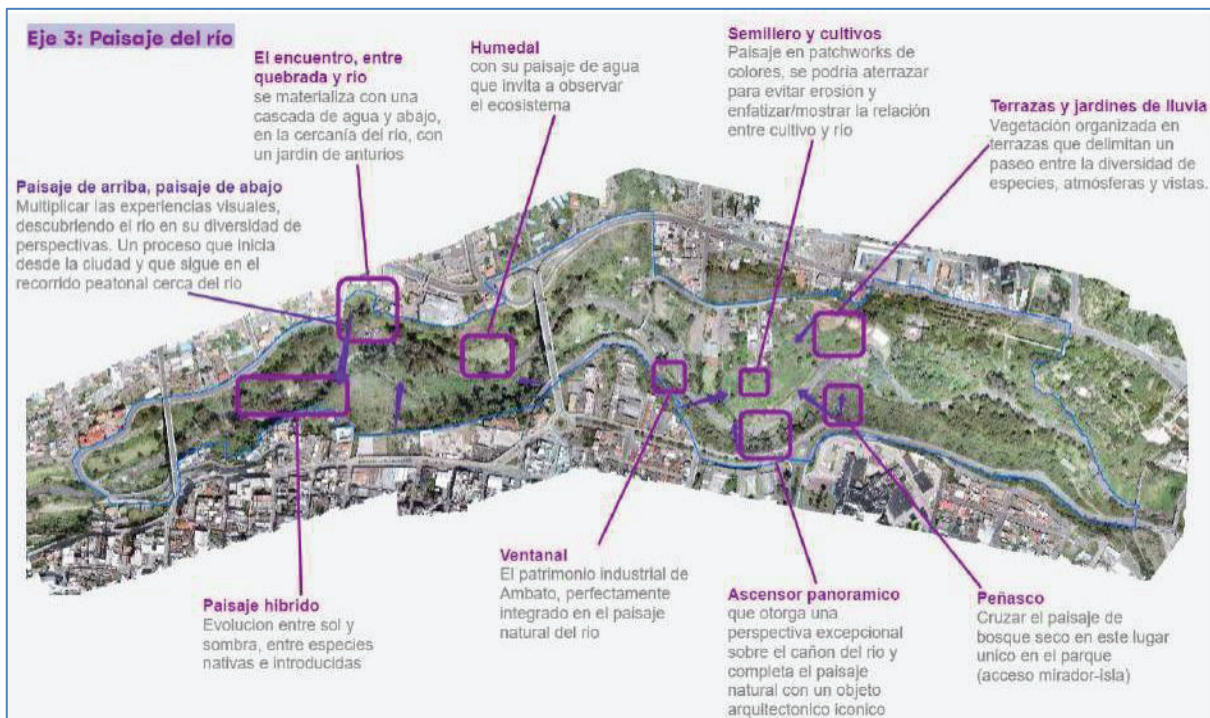 Eje 3: Paisaje del río
El encuentro, entre
quebrada y río
se materializa con una
cascada de agua y abajo,
en la cercanía del río, con
un jardin de anturios
Humedal
con su paisaje de agua
que invita a observar
el ecosistema
Semillero y cultivos
Paisaje en patchworks de
colores, se podría aterrazar
para evitar erosión y
enfatizar/mostrar la relación
entre cultivo y río
Terrazas y jardines de lluvia
Vegetación organizada en
terrazas que delimitan un
paseo entre la diversidad de
especies, atmósferas y vistas.
Paisaje de arriba, paisaje de abajo
Multiplicar las experiencias visuales,
descubriendo el río en su diversidad de
perspectivas. Un proceso que inicia
desde la ciudad y que sigue en el
recorrido peatonal cerca del río
Paisaje hibrido
Evolucion entre sol y
sombra, entre especies
nativas e introducidas
Ventanal
El patrimonio industrial de
Ambato, perfectamente
integrado en el paisaje
natural del río
Ascensor panoramico
que otorga una
perspectiva excepcional
sobre el cañon del río y
completa el paisaje
natural con un objeto
arquitectonico iconico
Peñasco
Cruzar el paisaje de
bosque seco en este lugar
unico en el parque
(acceso mirador-isla)